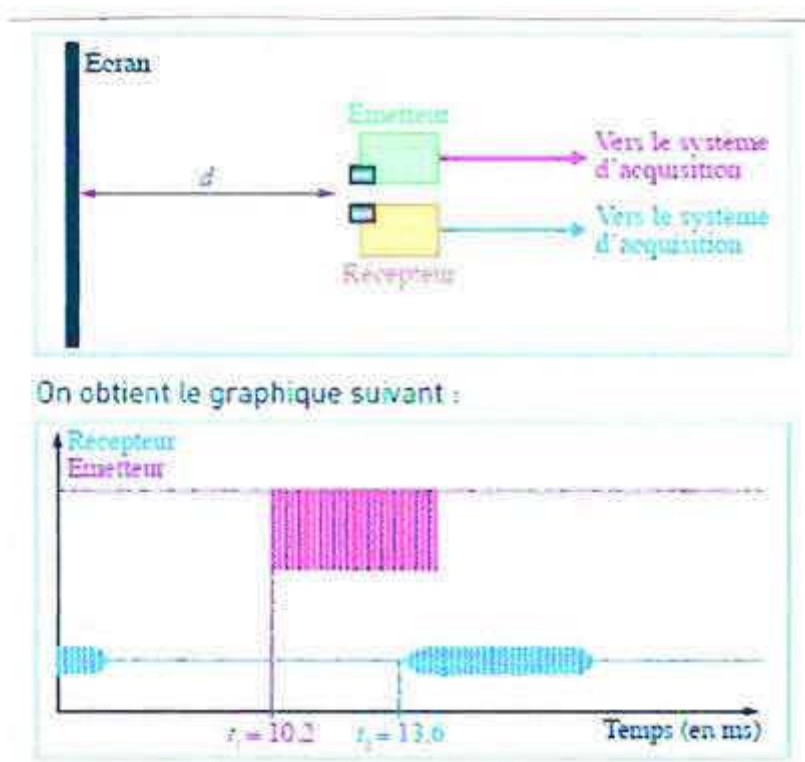 Écran
Emetteur
d
Vers le système
d'acquisition
Vers le système
d'acquisition
Récepteur
On obtient le graphique suivant :
Récepteur
Emetteur
t₁ = 10.2
t₂ = 13.6
Temps (en ms)